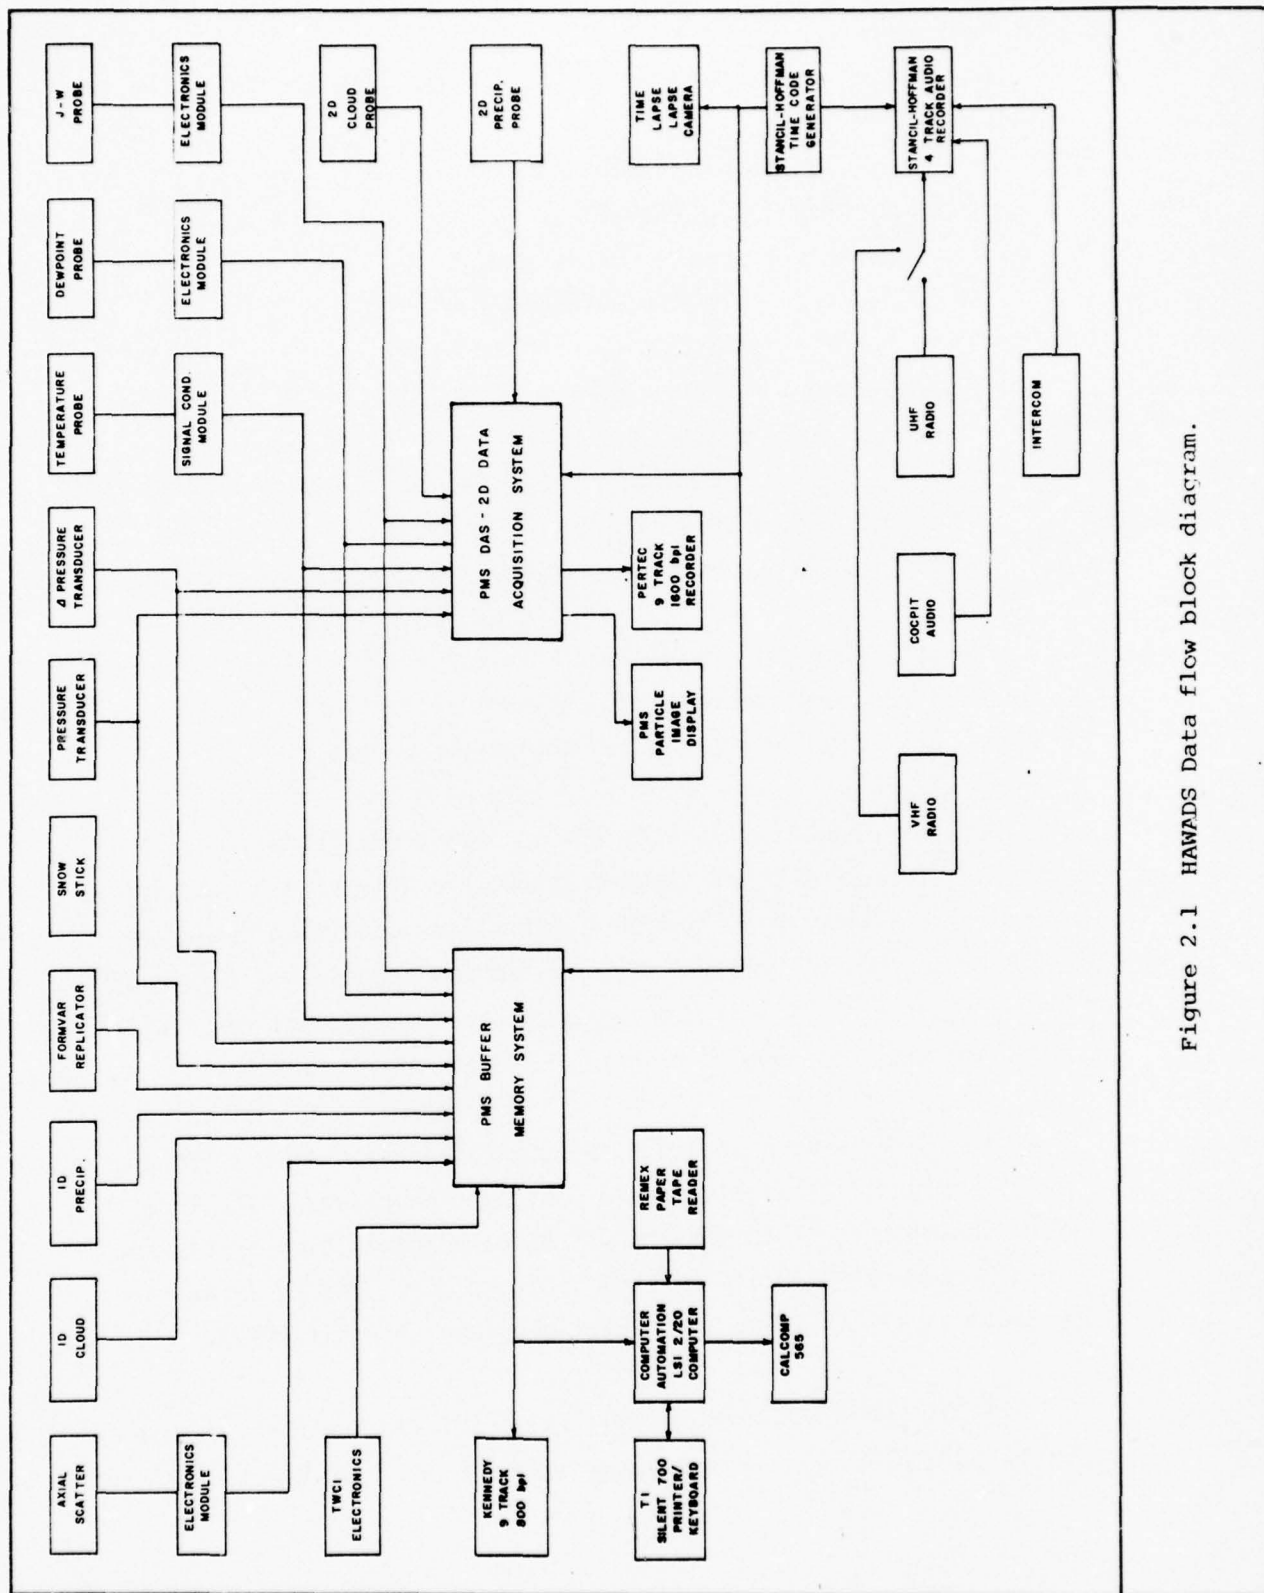 AXIAL
SCATTER
1D
CLOUD
1D
PRECIP.
FORMVAR
REPLICATOR
SNOW
STICK
PRESSURE
TRANSDUCER
Δ PRESSURE
TRANSDUCER
TEMPERATURE
PROBE
DEWPOINT
PROBE
J-W
PROBE
ELECTRONICS
MODULE
SIGNAL COND.
MODULE
ELECTRONICS
MODULE
ELECTRONICS
MODULE
TWCI
ELECTRONICS
2D
CLOUD
PROBE
PMS BUFFER
MEMORY SYSTEM
PMS DAS-2D DATA
ACQUISITION SYSTEM
2D
PRECIP.
PROBE
KENNEDY
9 TRACK
800 bpi
TI
SILENT 700
PRINTER/
KEYBOARD
COMPUTER
AUTOMATION
LSI 2/20
COMPUTER
REMEX
PAPER
TAPE
READER
PMS
PARTICLE
IMAGE
DISPLAY
PERTEC
9 TRACK
1600 bpi
RECORDER
TIME
LAPSE
LAPSE
CAMERA
CALCOMP
565
STANCIL-HOFFMAN
TIME CODE
GENERATOR
VHF
RADIO
COCPIT
AUDIO
UHF
RADIO
STANCIL-HOFFMAN
4 TRACK AUDIO
RECORDER
INTERCOM
Figure 2.1 HAWADS Data flow block diagram.